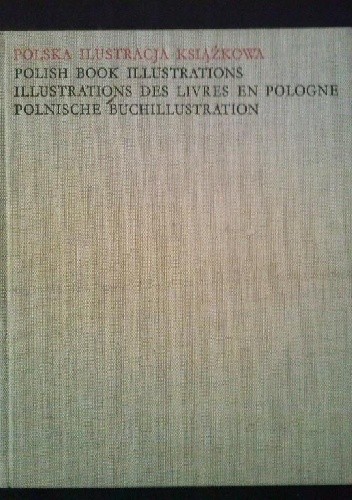 POLSKA ILUSTRACJA KSIĄŻKOWA
POLISH BOOK ILLUSTRATIONS
ILLUSTRATIONS DES LIVRES EN POLOGNE
POLNISCHE BUCHILLUSTRATION